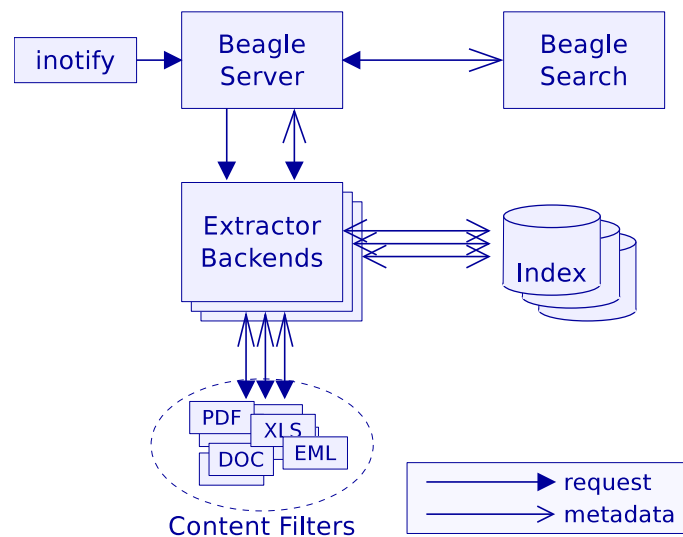 inotify
Beagle
Server
Beagle
Search
Extractor
Backends
Index
PDF
XLS
DOC
EML
Content Filters
request
metadata